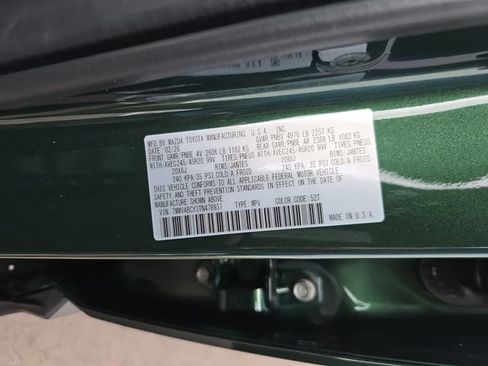 MFD BY MAZDA TOYOTA MANUFACTURING, U.S.A., INC.
DATE: 02/26 GVWR/PNBV 4976 LB 2257 KG
FRONT GAWR/PNBE AV 2606 LB 1182 KG REAR GAWR/PNBE AR 2388 LB 1083 KG
WITH/AVEC 245/45R20 99V TIRES/PNEUS WITH/AVEC 245/45R20 99V TIRES/PNEUS
20X8J RIMS/JANTES 20X8J RIMS/JANTES
240 KPA/35 PSI COLD/A FROID 240 KPA/35 PSI COLD/A FROID
THIS VEHICLE CONFORMS TO ALL APPLICABLE FEDERAL MOTOR VEHICLE
SAFETY AND THEFT PREVENTION STANDARDS IN EFFECT ON THE DATE OF
MANUFACTURE SHOWN ABOVE.
TYPE: MPV COLOR CODE: 52T